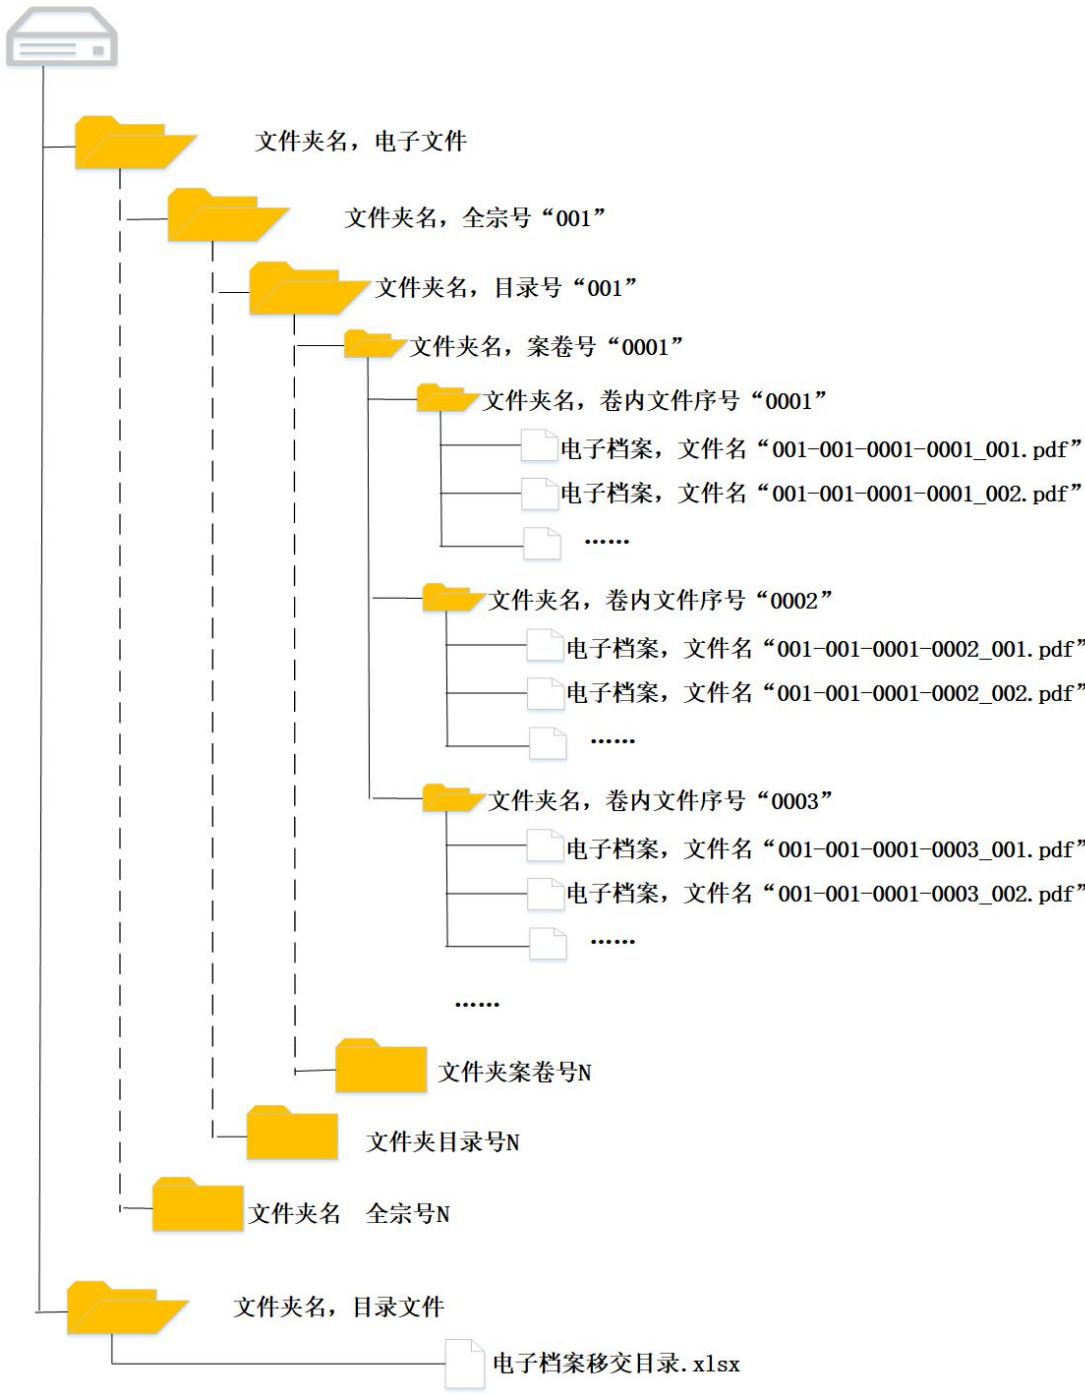 文件夹名，电子文件
文件夹名，全宗号“001”
文件夹名，目录号“001”
文件夹名，案卷号“0001”
文件夹名，卷内文件序号“0001”
电子档案，文件名“001-001-0001-0001_001.pdf”
电子档案，文件名“001-001-0001-0001_002.pdf”
……
文件夹名，卷内文件序号“0002”
电子档案，文件名“001-001-0001-0002_001.pdf”
电子档案，文件名“001-001-0001-0002_002.pdf”
……
文件夹名，卷内文件序号“0003”
电子档案，文件名“001-001-0001-0003_001.pdf”
电子档案，文件名“001-001-0001-0003_002.pdf”
……
……
文件夹案卷号N
文件夹目录号N
文件夹名　全宗号N
文件夹名，目录文件
电子档案移交目录.xlsx